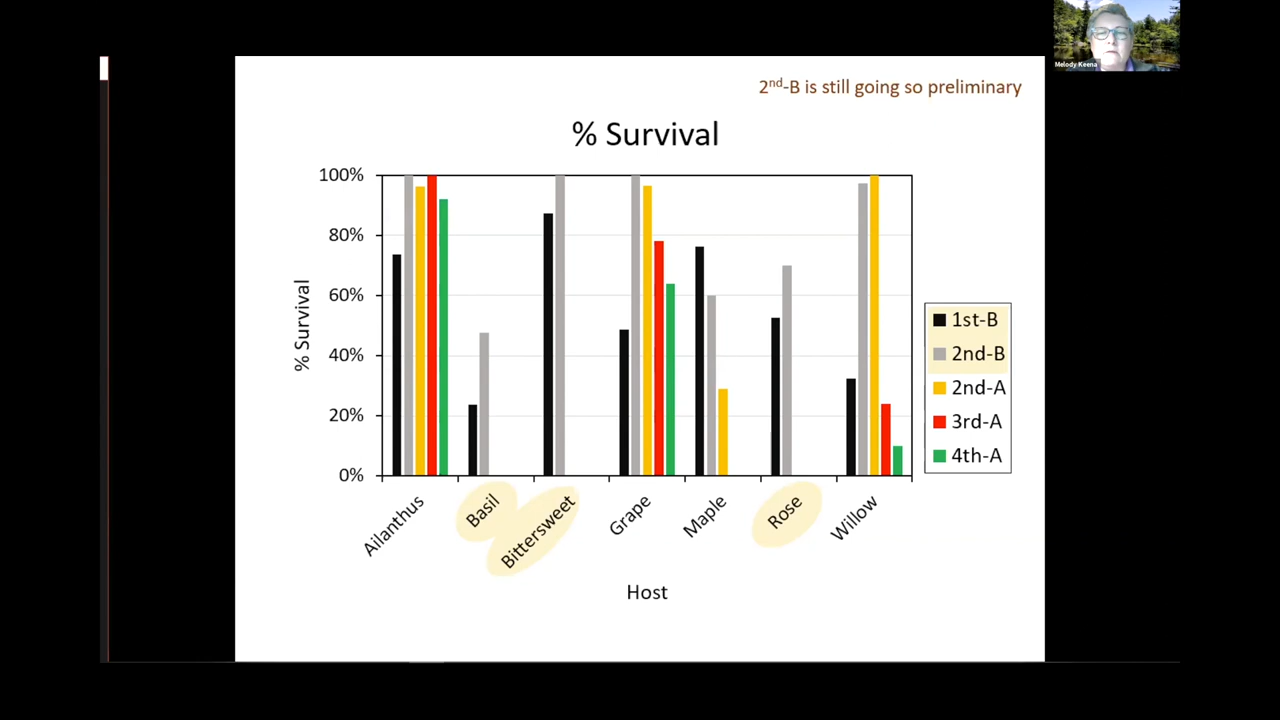 Melody Keena
2nd-B is still going so preliminary
% Survival
100%
80%
60%
40%
20%
0%
% Survival
Ailanthus
Basil
Bittersweet
Grape
Maple
Rose
Willow
Host
1st-B
2nd-B
2nd-A
3rd-A
4th-A